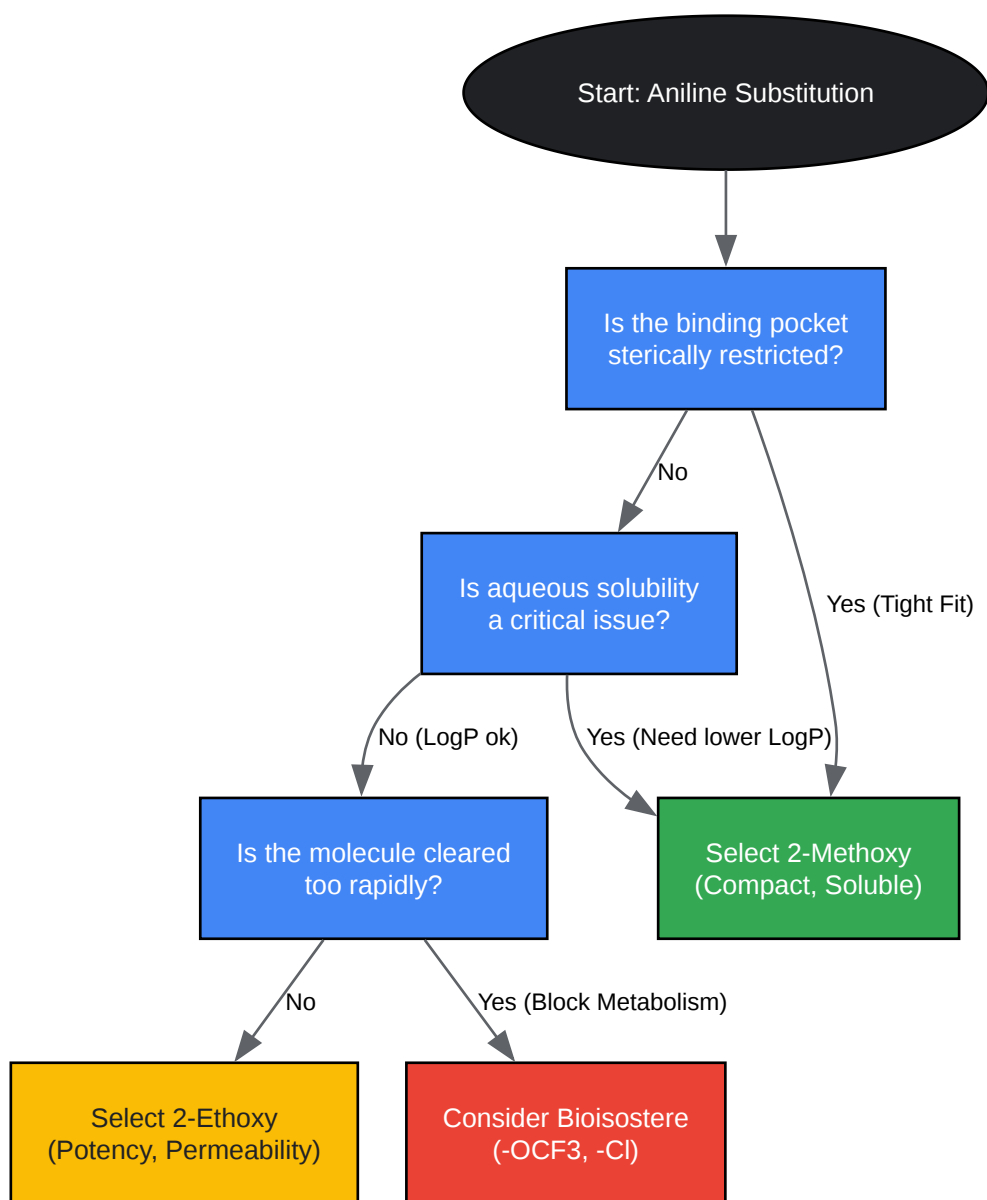 Start: Aniline Substitution
Is the binding pocket
sterically restricted?
No
Is aqueous solubility
a critical issue?
Yes (Tight Fit)
No (LogP ok)
Yes (Need lower LogP)
Is the molecule cleared
too rapidly?
Select 2-Methoxy
(Compact, Soluble)
No
Yes (Block Metabolism)
Select 2-Ethoxy
(Potency, Permeability)
Consider Bioisostere
(-OCF3, -Cl)